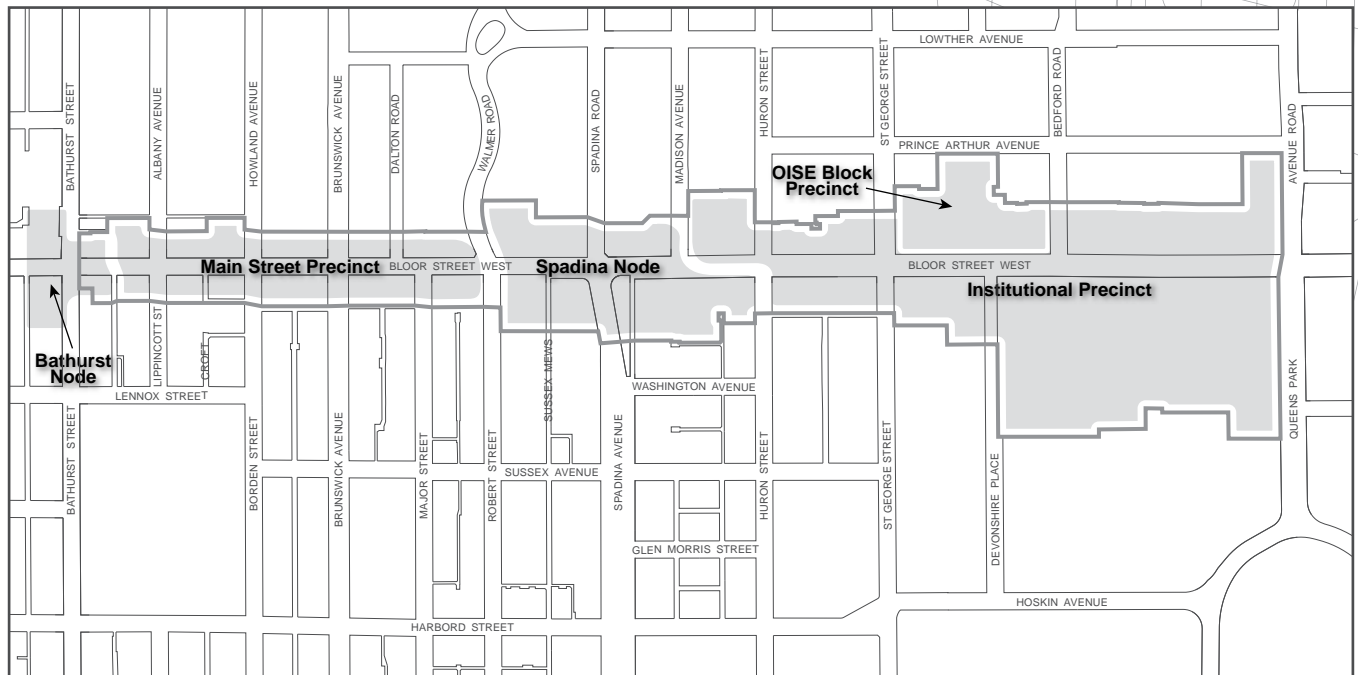 LOWTHER AVENUE
BATHURST STREET
ALBANY AVENUE
HOWLAND AVENUE
BRUNSWICK AVENUE
DALTON ROAD
WALMER ROAD
SPADINA ROAD
MADISON AVENUE
HURON STREET
ST GEORGE STREET
BEDFORD ROAD
AVENUE ROAD
PRINCE ARTHUR AVENUE
OISE Block
Precinct
Main Street Precinct
BLOOR STREET WEST
Spadina Node
BLOOR STREET WEST
Institutional Precinct
Bathurst
Node
LIPPINCOTT ST
CROFT
LENNOX STREET
SUSSEX MEWS
WASHINGTON AVENUE
QUEENS PARK
BATHURST STREET
BORDEN STREET
BRUNSWICK AVENUE
MAJOR STREET
ROBERT STREET
SUSSEX AVENUE
SPADINA AVENUE
HURON STREET
ST GEORGE STREET
DEVONSHIRE PLACE
GLEN MORRIS STREET
HOSKIN AVENUE
HARBORD STREET